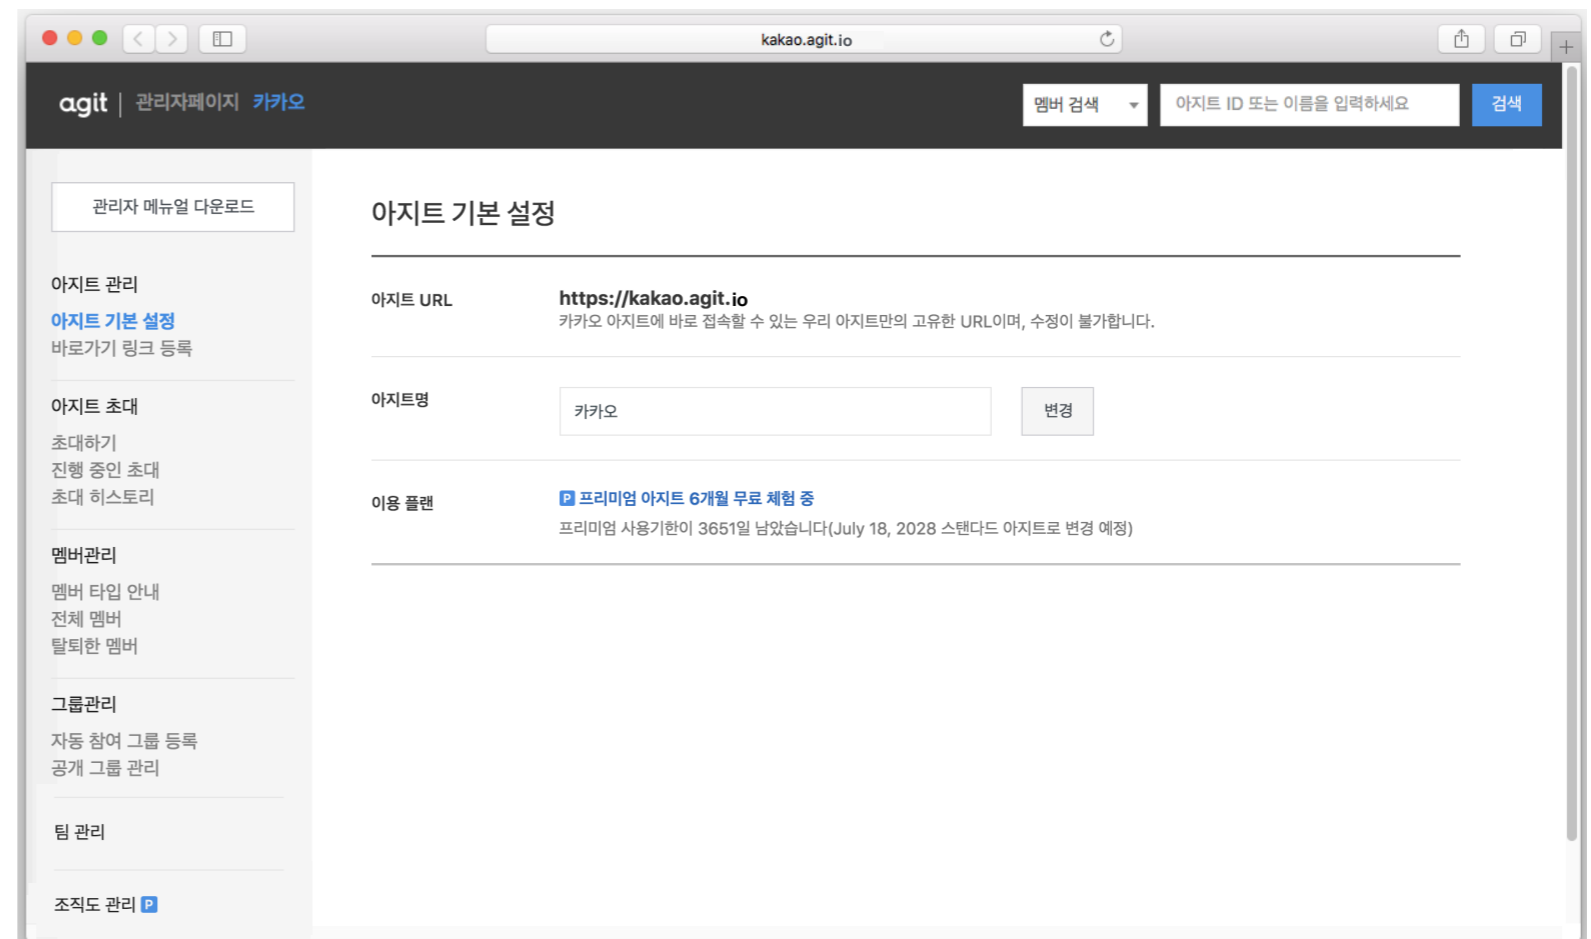 kakao.agit.io
agit | 관리자페이지 카카오
멤버 검색
아지트 ID 또는 이름을 입력하세요
검색
관리자 메뉴얼 다운로드
아지트 관리
아지트 기본 설정
바로가기 링크 등록
아지트 초대
초대하기
진행 중인 초대
초대 히스토리
멤버관리
멤버 타입 안내
전체 멤버
탈퇴한 멤버
그룹관리
자동 참여 그룹 등록
공개 그룹 관리
팀 관리
조직도 관리 P
아지트 기본 설정
아지트 URL
https://kakao.agit.io
카카오 아지트에 바로 접속할 수 있는 우리 아지트만의 고유한 URL이며, 수정이 불가합니다.
아지트명
카카오
변경
이용 플랜
P 프리미엄 아지트 6개월 무료 체험 중
프리미엄 사용기한이 3651일 남았습니다(July 18, 2028 스탠다드 아지트로 변경 예정)